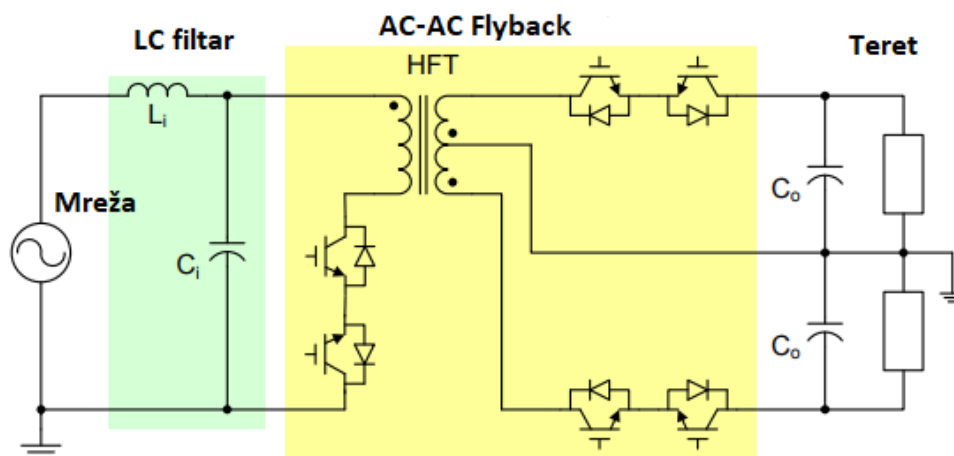 AC-AC Flyback
LC filtar
Teret
HFT
Li
Mreža
Ci
Co
Co